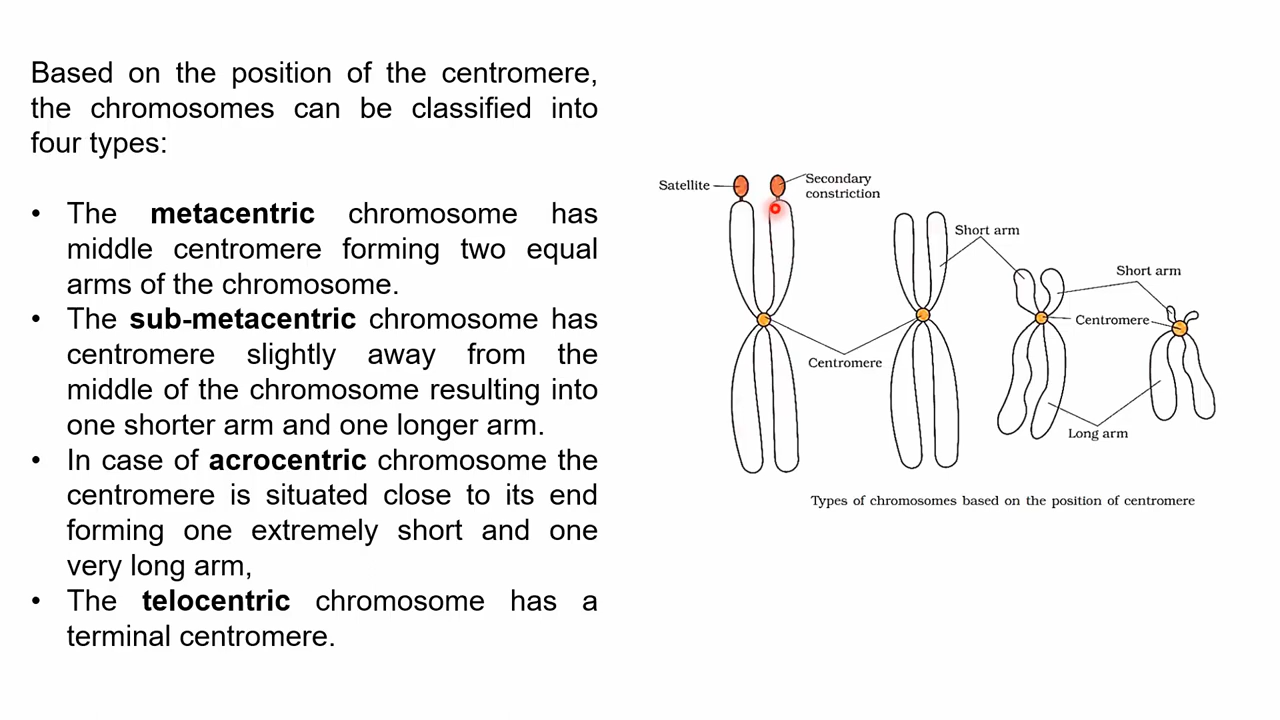 Based on the position of the centromere,
the chromosomes can be classified into
four types:
• The metacentric chromosome has
middle centromere forming two equal
arms of the chromosome.
• The sub-metacentric chromosome has
centromere slightly away from the
middle of the chromosome resulting into
one shorter arm and one longer arm.
• In case of acrocentric chromosome the
centromere is situated close to its end
forming one extremely short and one
very long arm,
• The telocentric chromosome has a
terminal centromere.
Satellite
Secondary
constriction
Short arm
Short arm
Centromere
Centromere
Long arm
Types of chromosomes based on the position of centromere